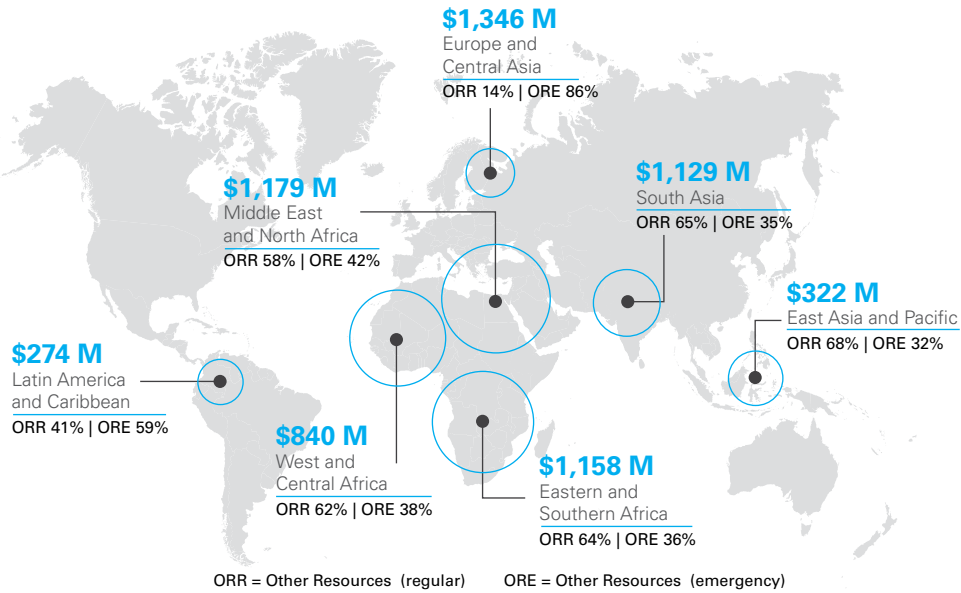 $1,346 M
Europe and
Central Asia
ORR 14% | ORE 86%
$1,179 M
Middle East
and North Africa
ORR 58% | ORE 42%
$1,129 M
South Asia
ORR 65% | ORE 35%
$322 M
East Asia and Pacific
ORR 68% | ORE 32%
$274 M
Latin America
and Caribbean
ORR 41% | ORE 59%
$840 M
West and
Central Africa
ORR 62% | ORE 38%
$1,158 M
Eastern and
Southern Africa
ORR 64% | ORE 36%
ORR = Other Resources (regular) ORE = Other Resources (emergency)